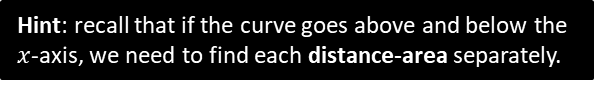 Hint: recall that if the curve goes above and below the
x-axis, we need to find each distance-area separately.